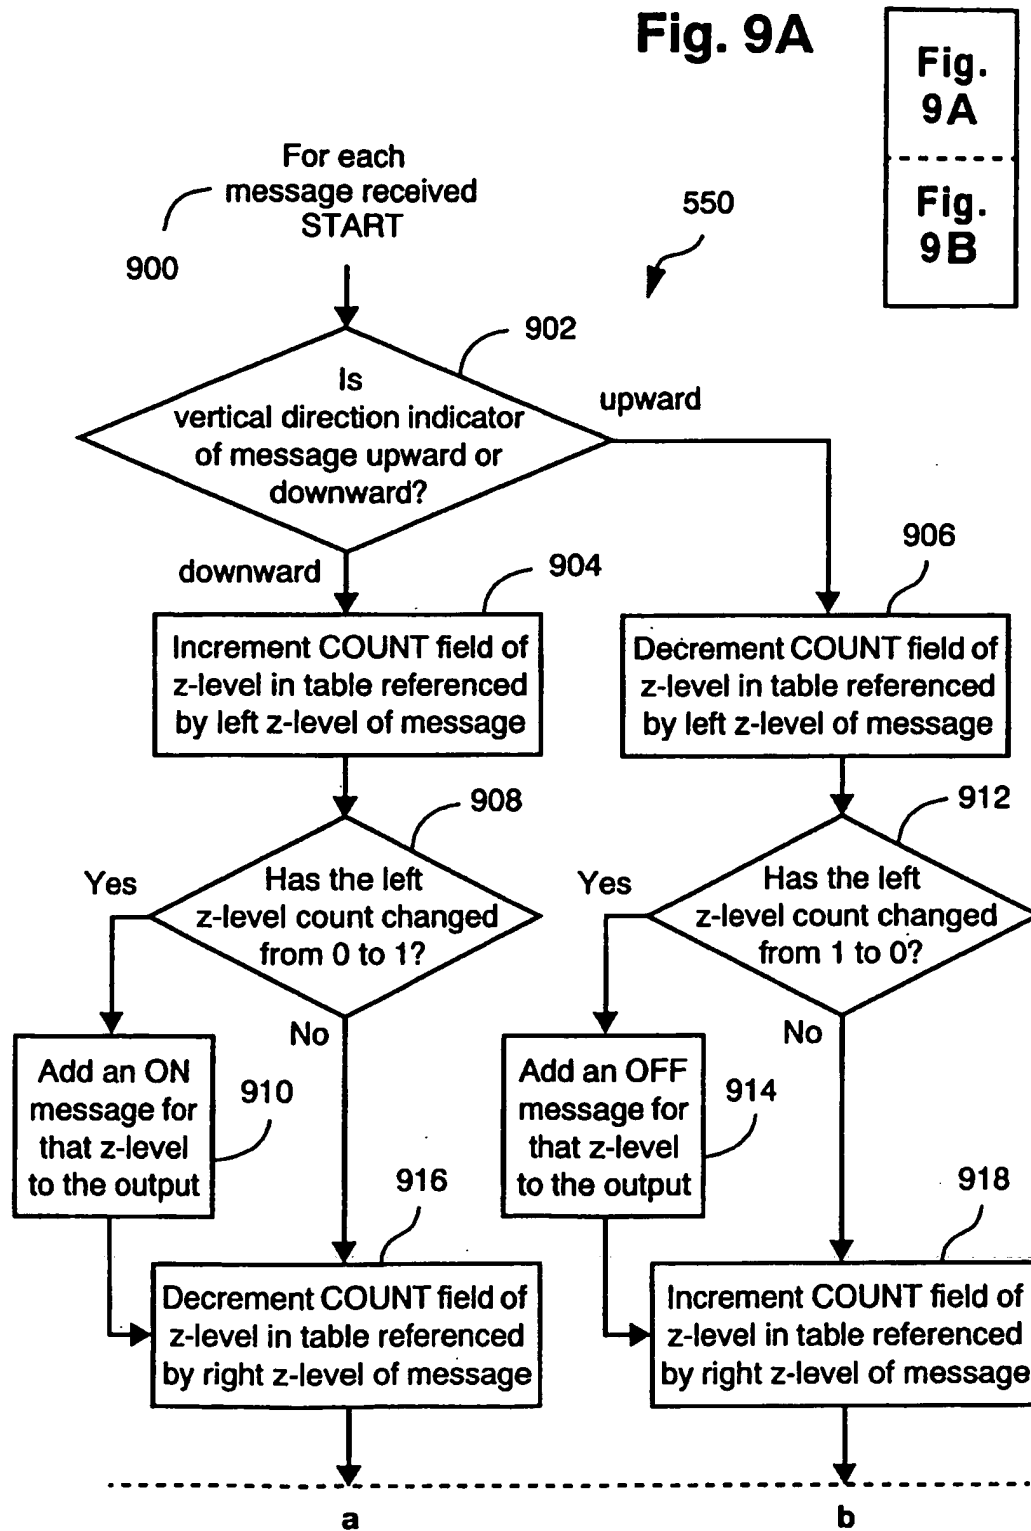 Fig. 9A
Fig.
9A
Fig.
9B
For each
message received
START
900
550
902
Is
vertical direction indicator
of message upward or
downward?
upward
downward
904
906
Increment COUNT field of
z-level in table referenced
by left z-level of message
Decrement COUNT field of
z-level in table referenced
by left z-level of message
908
912
Yes
Has the left
z-level count changed
from 0 to 1?
Yes
Has the left
z-level count changed
from 1 to 0?
No
No
Add an ON
message for
that z-level
to the output
910
Add an OFF
message for
that z-level
to the output
914
916
918
Decrement COUNT field of
z-level in table referenced
by right z-level of message
Increment COUNT field of
z-level in table referenced
by right z-level of message
a
b